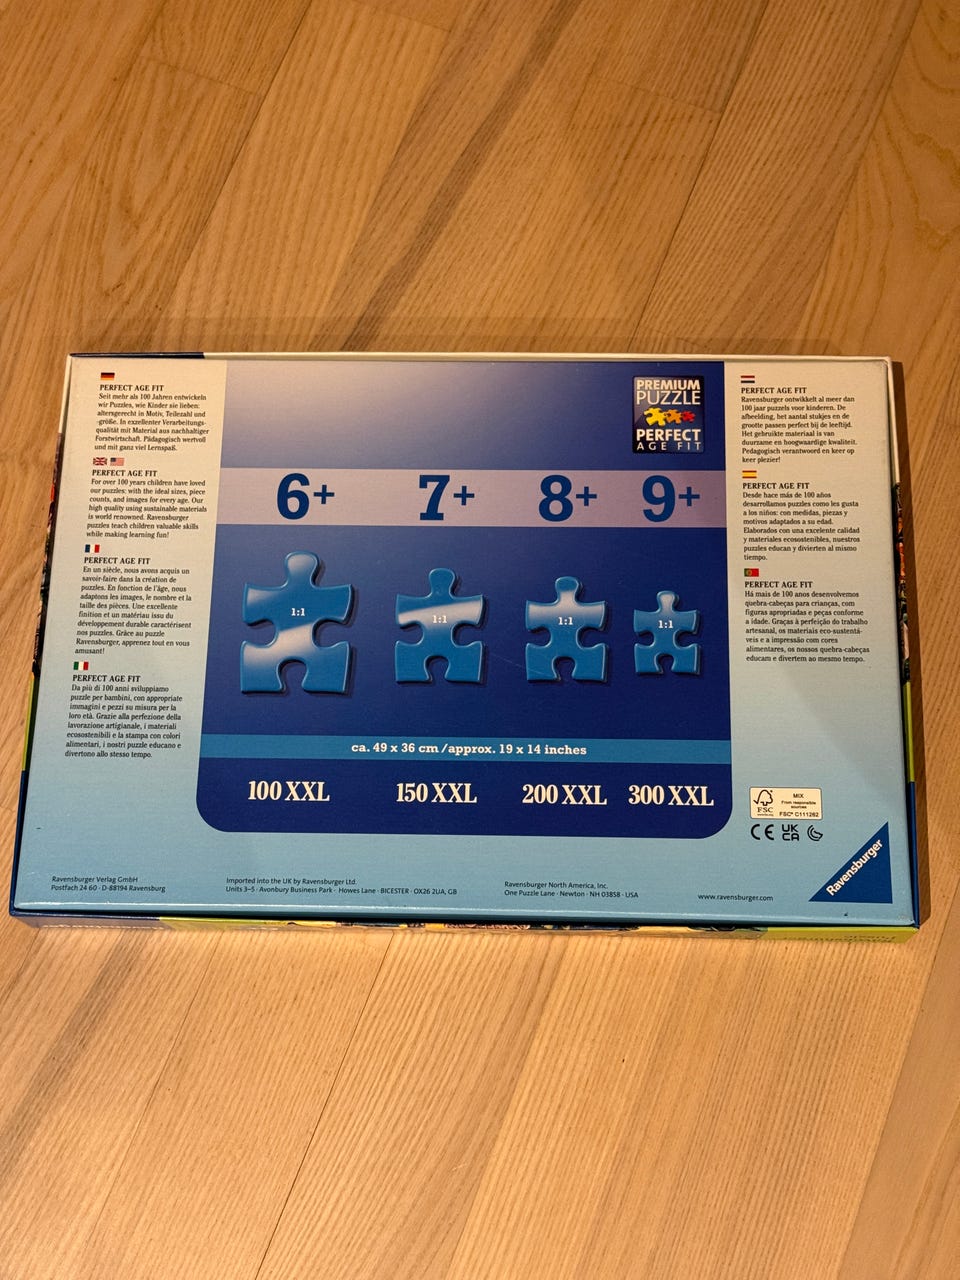 PERFECT AGE FIT
Seit mehr als 100 Jahren entwickeln
wir Puzzles, wie Kinder sie lieben:
altersgerecht in Motiv, Teilezahl und
-größe. In exzellenter Verarbeitungs-
qualität mit Material aus nachhaltiger
Forstwirtschaft. Pädagogisch wertvoll
und mit ganz viel Lernspaß.
PERFECT AGE FIT
For over 100 years children have loved
our puzzles: with the ideal sizes, piece
counts, and images for every age. Our
high quality using sustainable materials
is world renowned. Ravensburger
puzzles teach children valuable skills
while making learning fun!
PERFECT AGE FIT
En un siècle, nous avons acquis un
savoir-faire dans la création de
puzzles. En fonction de l'âge, nous
adaptons les images, le nombre et la
taille des pièces. Une excellente
finition et un matériau issu du
développement durable caractérisent
nos puzzles. Grâce au puzzle
Ravensburger, apprenez tout en vous
amusant!
PERFECT AGE FIT
Da più di 100 anni sviluppiamo
puzzle per bambini, con appropriate
immagini e pezzi su misura per la
loro età. Grazie alla perfezione della
lavorazione artigianale, i materiali
ecosostenibili e la stampa con colori
alimentari, i nostri puzzle educano e
divertono allo stesso tempo.
PREMIUM
PUZZLE
PERFECT
AGE FIT
6+ 7+ 8+ 9+
1:1 1:1 1:1 1:1
ca. 49 x 36 cm/approx. 19 x 14 inches
100 XXL 150 XXL 200 XXL 300 XXL
PERFECT AGE FIT
Ravensburger ontwikkelt al meer dan
100 jaar puzzels voor kinderen. De
afbeelding, het aantal stukjes en de
grootte passen perfect bij de leeftijd.
Het gebruikte materiaal is van
duurzame en hoogwaardige kwaliteit.
Pedagogisch verantwoord en keer op
keer plezier!
PERFECT AGE FIT
Desde hace más de 100 años
desarrollamos puzzles como les gusta
a los niños: con medidas, piezas y
motivos adaptados a su edad.
Elaborados con una excelente calidad
y materiales ecosostenibles, nuestros
puzzles educan y divierten al mismo
tiempo.
PERFECT AGE FIT
Há mais de 100 anos desenvolvemos
quebra-cabeças para crianças, com
figuras apropriadas e peças conforme
a idade. Graças à perfeição do trabalho
artesanal, os materiais eco-sustentá-
veis e a impressão com cores
alimentares, os nossos quebra-cabeças
educam e divertem ao mesmo tempo.
FSC
MIX
From responsible
sources
FSC® C111262
CE UK
CA
Ravensburger
Ravensburger Verlag GmbH
Postfach 24 60 · D-88194 Ravensburg
Imported into the UK by Ravensburger Ltd.
Units 3–5 · Avonbury Business Park · Howes Lane · BICESTER · OX26 2UA, GB
Ravensburger North America, Inc.
One Puzzle Lane · Newton · NH 03858 · USA
www.ravensburger.com